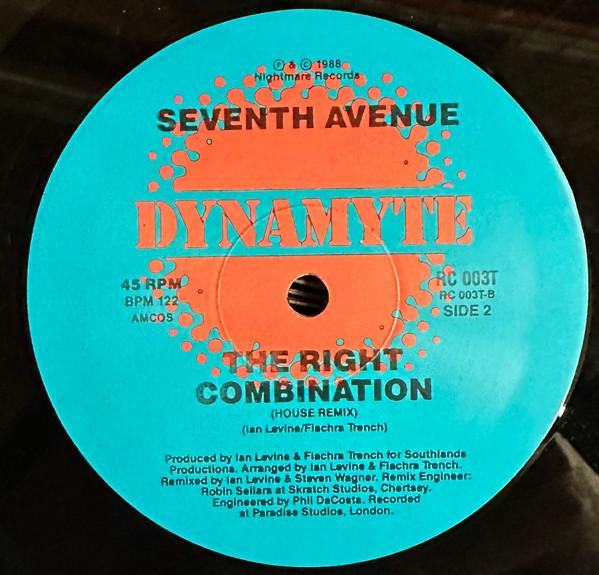 ℗ & © 1988
Nightmare Records
SEVENTH AVENUE
DYNAMYTE
45 RPM
BPM 122
AMCOS
RC 003T
RC 003T-B
SIDE 2
THE RIGHT
COMBINATION
(HOUSE REMIX)
(Ian Levine/Fiachra Trench)
Produced by Ian Levine & Fiachra Trench for Southlands
Productions. Arranged by Ian Levine & Fiachra Trench.
Remixed by Ian Levine & Steven Wagner. Remix Engineer:
Robin Sellars at Skratch Studios, Chertsey.
Engineered by Phil DaCosta. Recorded
at Paradise Studios, London.